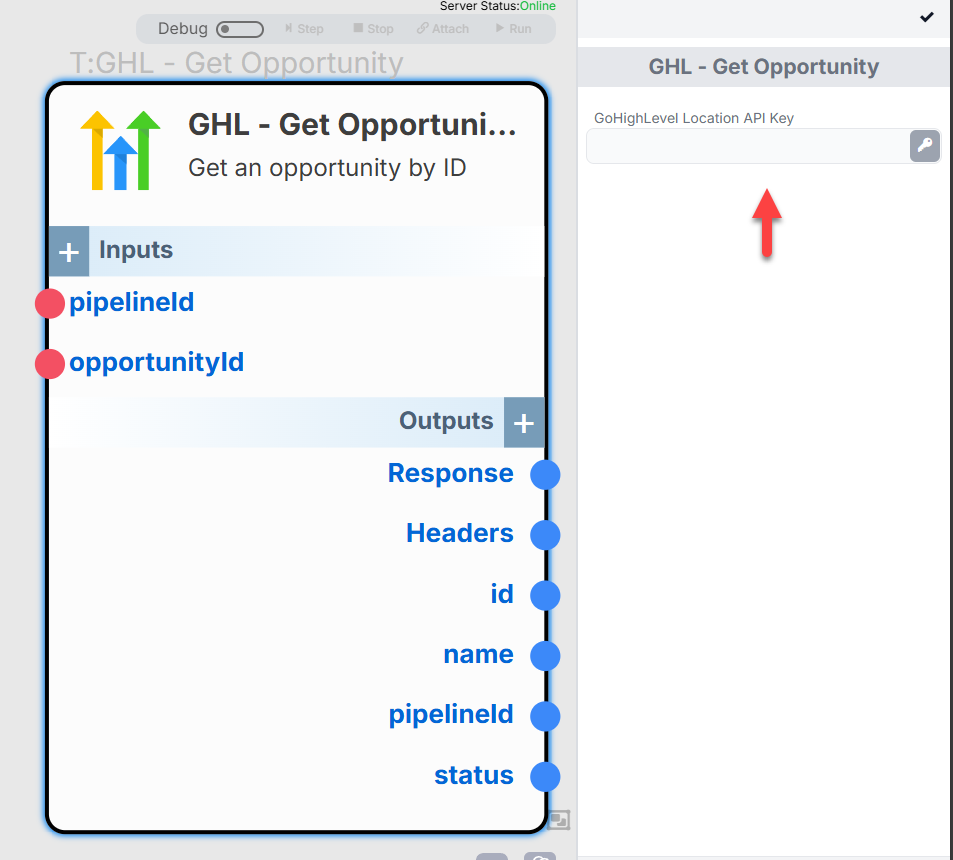 Server Status:Online
Debug Step Stop Attach Run
T:GHL - Get Opportunity
GHL - Get Opportuni...
Get an opportunity by ID
+ Inputs
pipelineId
opportunityId
Outputs +
Response
Headers
id
name
pipelineId
status
GHL - Get Opportunity
GoHighLevel Location API Key